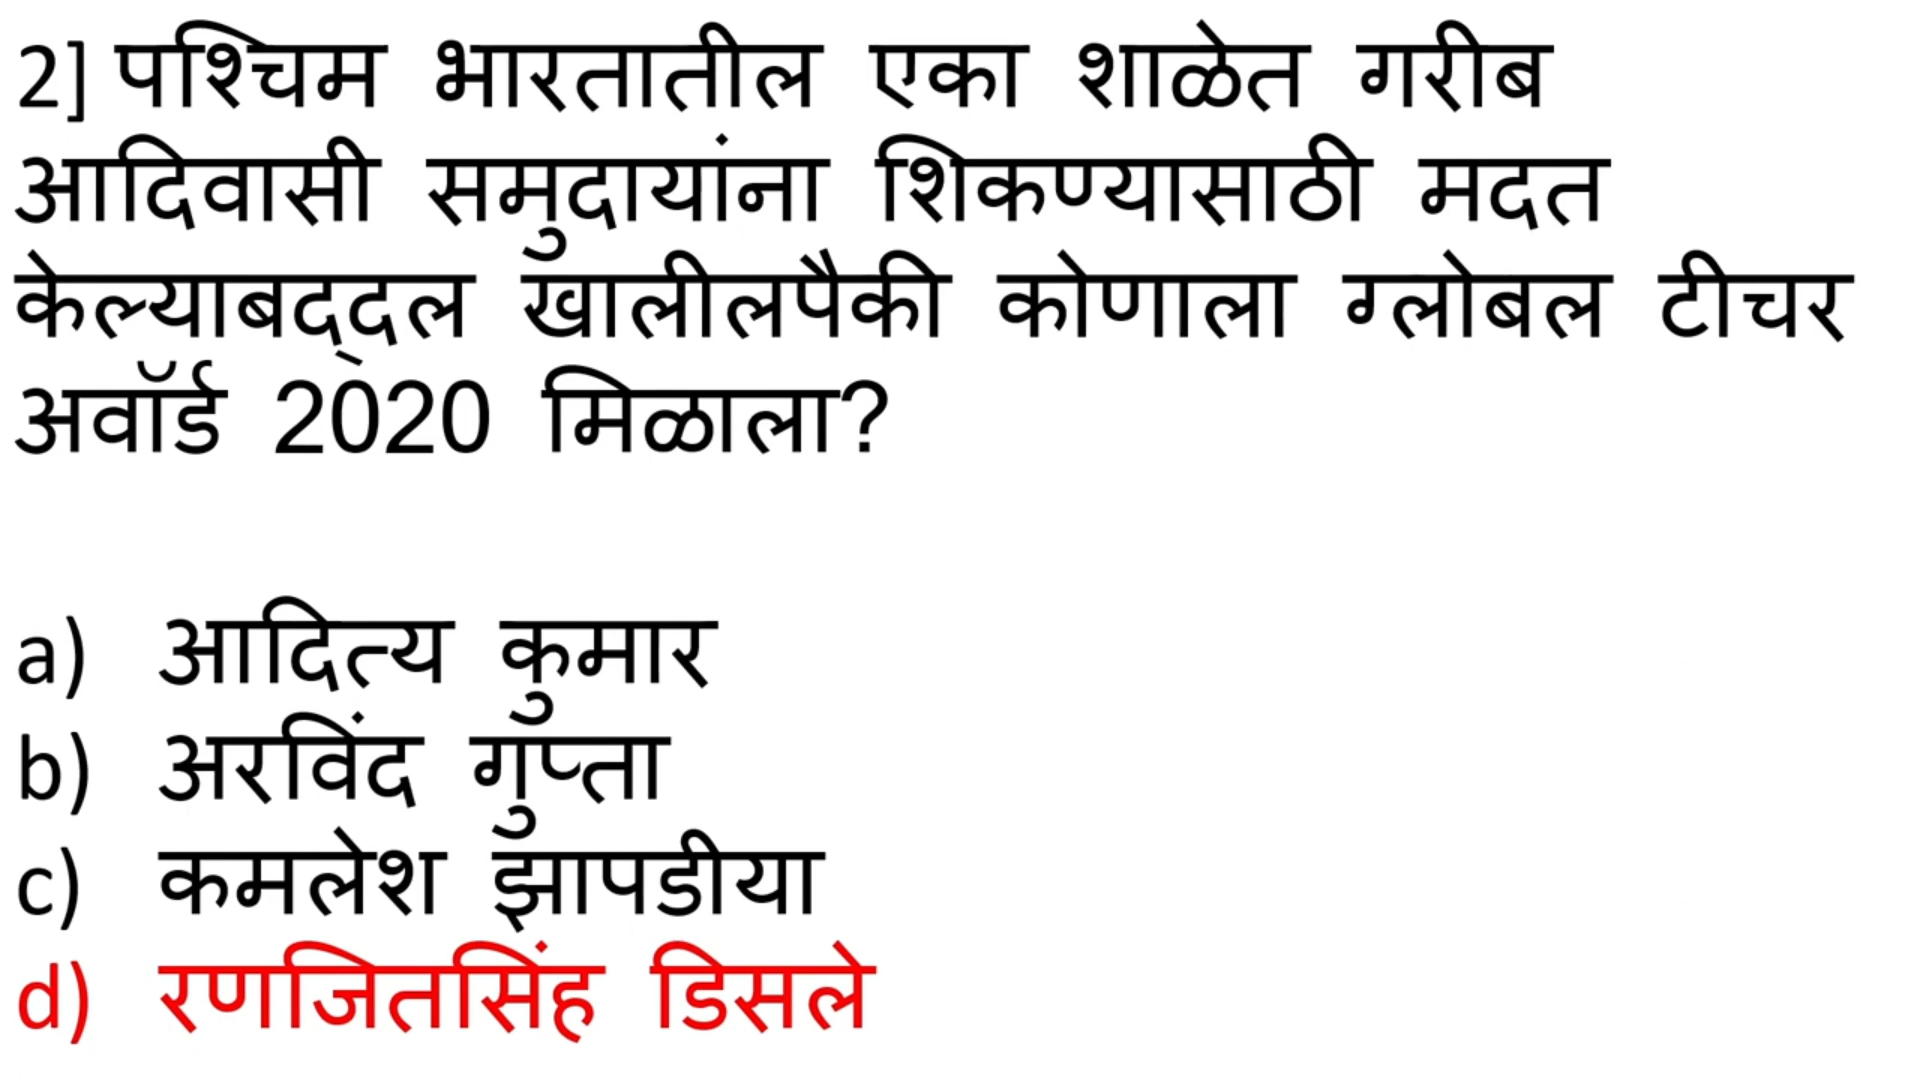 2] पश्चिम भारतातील एका शाळेत गरीब
आदिवासी समुदायांना शिकण्यासाठी मदत
केल्याबद्दल खालीलपैकी कोणाला ग्लोबल टीचर
अवॉर्ड 2020 मिळाला?
a) आदित्य कुमार
b) अरविंद गुप्ता
c) कमलेश झापडीया
d) रणजितसिंह डिसले